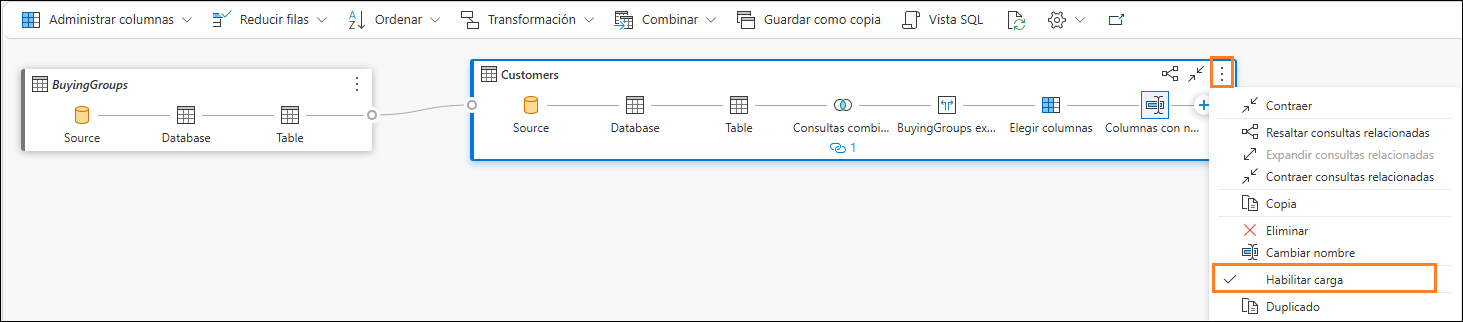 Administrar columnas Reducir filas Ordenar Transformación Combinar Guardar como copia Vista SQL
BuyingGroups
Source Database Table
Customers
Source Database Table Consultas combi... BuyingGroups ex... Elegir columnas Columnas con n...
1
Contraer
Resaltar consultas relacionadas
Expandir consultas relacionadas
Contraer consultas relacionadas
Copia
Eliminar
Cambiar nombre
Habilitar carga
Duplicado